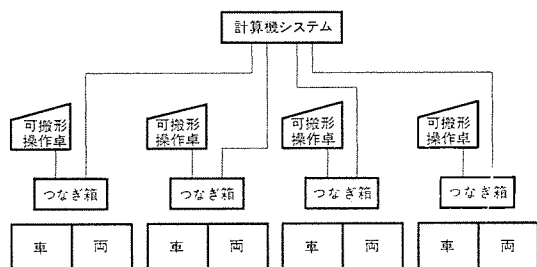 計算機システム
可搬形
操作卓
可搬形
操作卓
可搬形
操作卓
可搬形
操作卓
つなぎ箱
つなぎ箱
つなぎ箱
つなぎ箱
車 両
車 両
車 両
車 両